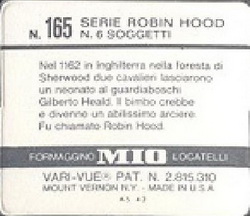 N. 165 SERIE ROBIN HOOD
N. 6 SOGGETTI
Nel 1162 in Inghilterra nella foresta di
Sherwood due cavalieri lasciarono
un neonato al guardiaboschi
Gilberto Heald. Il bimbo crebbe
e divenne un abilissimo arciere.
Fu chiamato Robin Hood.
FORMAGGINO MIO LOCATELLI
VARI-VUE® PAT. N. 2.815.310
MOUNT VERNON N.Y. - MADE IN U.S.A